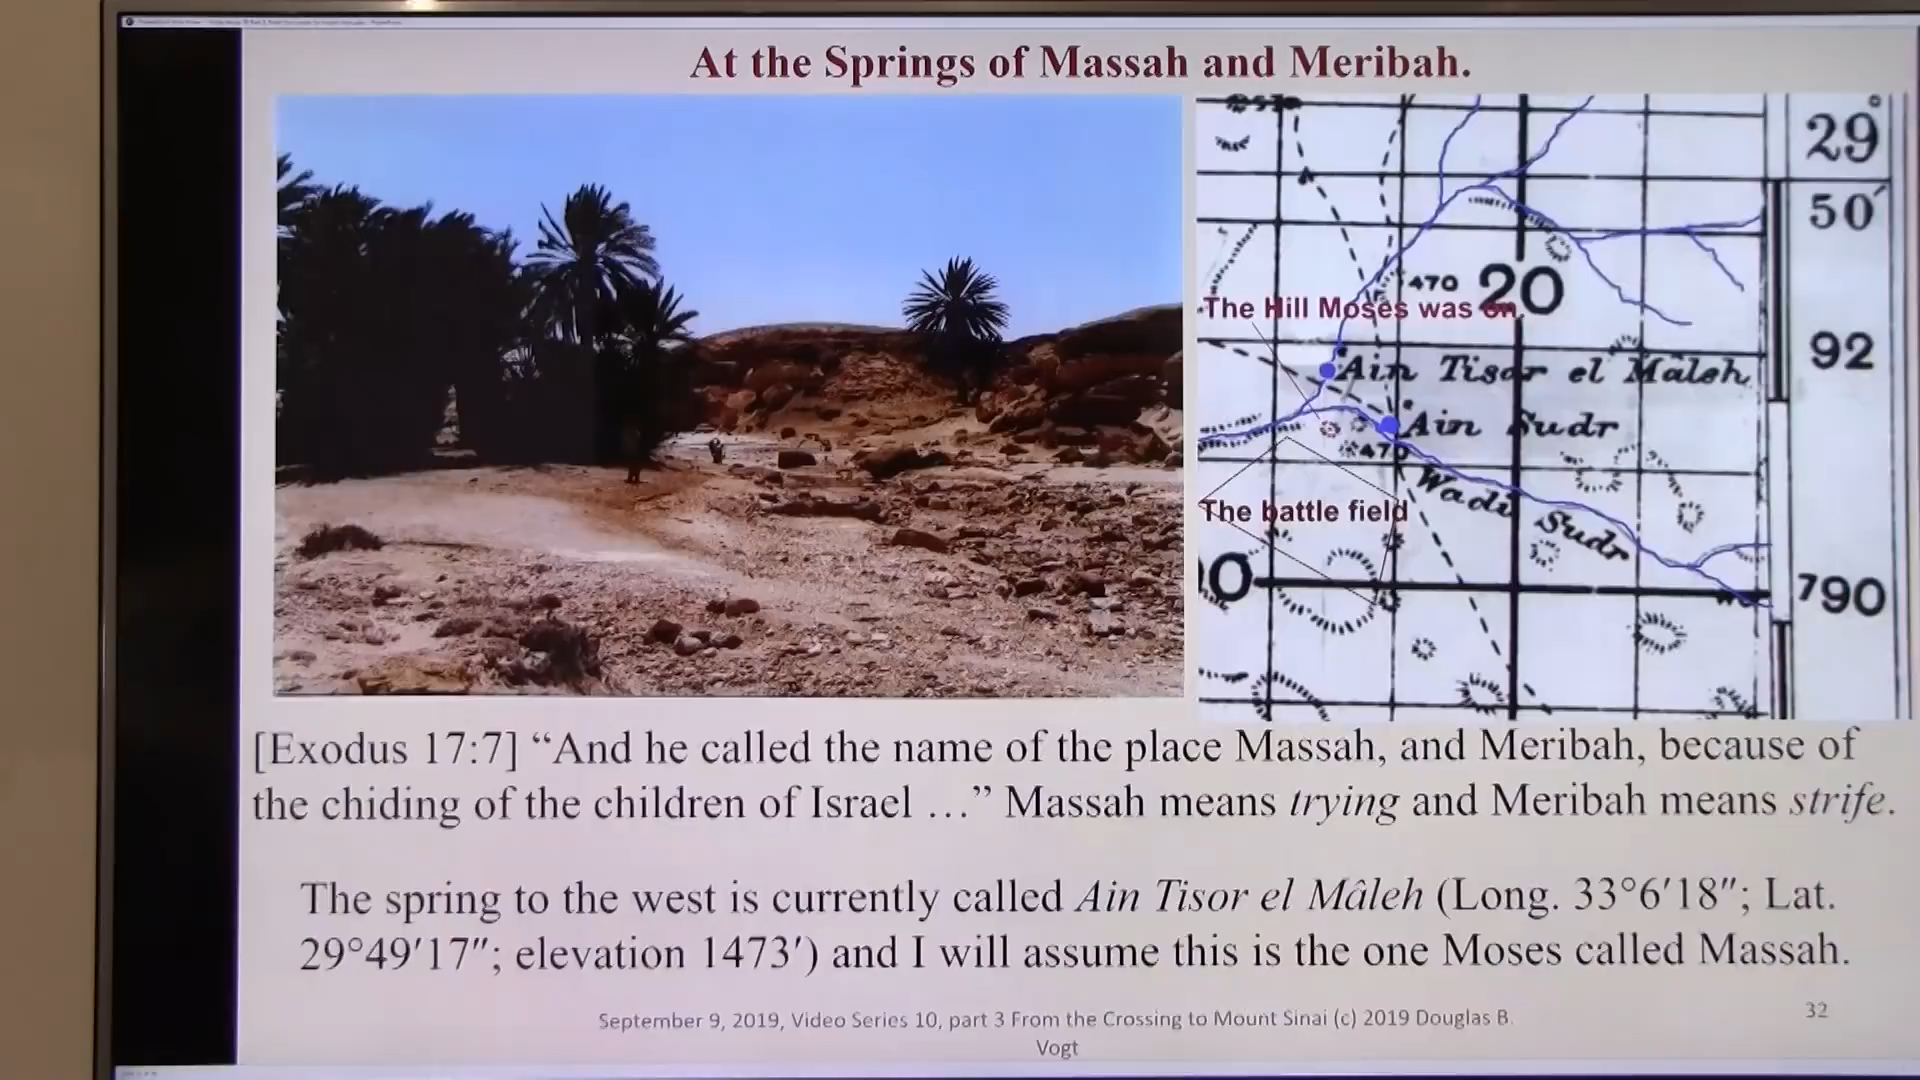 At the Springs of Massah and Meribah.
29°
50′
470
20
The Hill Moses was on.
92
Ain Tisor el Mâleh
Ain Sudr
470
Wadi Sudr
The battle field
0
790
[Exodus 17:7] “And he called the name of the place Massah, and Meribah, because of
the chiding of the children of Israel …” Massah means trying and Meribah means strife.
The spring to the west is currently called Ain Tisor el Mâleh (Long. 33°6′18″; Lat.
29°49′17″; elevation 1473′) and I will assume this is the one Moses called Massah.
September 9, 2019, Video Series 10, part 3 From the Crossing to Mount Sinai (c) 2019 Douglas B.
Vogt
32